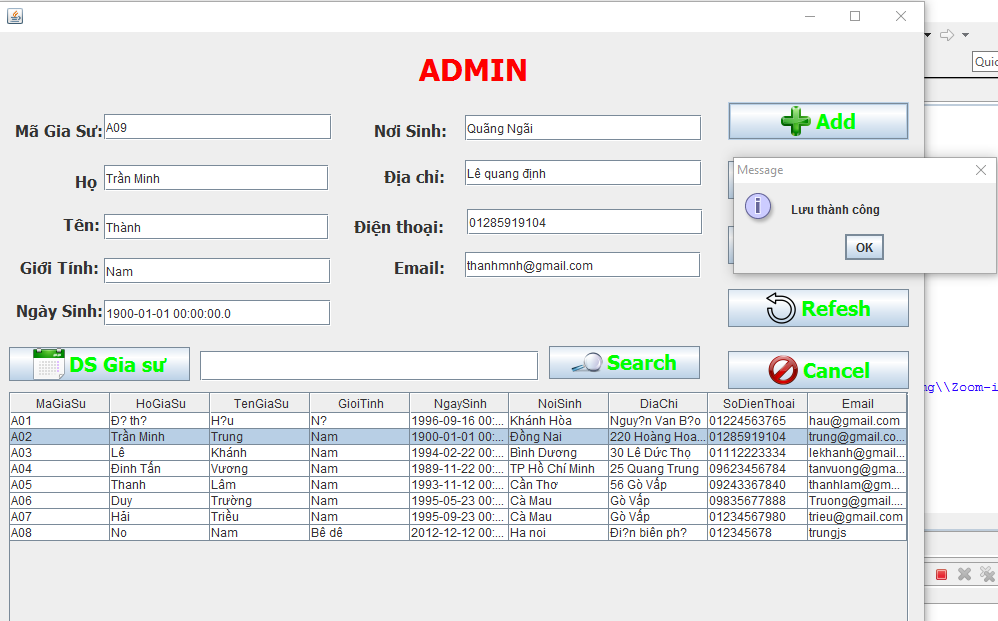 ADMIN
Mã Gia Sư: A09
Nơi Sinh: Quãng Ngãi
Add
Quic
Họ Trần Minh
Địa chỉ: Lê quang định
Message
Lưu thành công
OK
Tên: Thành
Điện thoại: 01285919104
Giới Tính: Nam
Email: thanhmnh@gmail.com
Ngày Sinh: 1900-01-01 00:00:00.0
Refesh
DS Gia sư
Search
Cancel
ng\\Zoom-i
MaGiaSu HoGiaSu TenGiaSu GioiTinh NgaySinh NoiSinh DiaChi SoDienThoai Email
A01 Đ? th? H?u N? 1996-09-16 00:... Khánh Hòa Nguy?n Van B?o 01224563765 hau@gmail.com
A02 Trần Minh Trung Nam 1900-01-01 00:... Đồng Nai 220 Hoàng Hoa... 01285919104 trung@gmail.co...
A03 Lê Khánh Nam 1994-02-22 00:... Bình Dương 30 Lê Dức Thọ 01112223334 lekhanh@gmail....
A04 Đinh Tấn Vương Nam 1989-11-22 00:... TP Hồ Chí Minh 25 Quang Trung 09623456784 tanvuong@gma...
A05 Thanh Lâm Nam 1993-11-12 00:... Cần Thơ 56 Gò Vấp 09243367840 thanhlam@gm...
A06 Duy Trường Nam 1995-05-23 00:... Cà Mau Gò Vấp 09835677888 Truong@gmail....
A07 Hải Triều Nam 1995-09-23 00:... Cà Mau Gò Vấp 01234567980 trieu@gmail.com
A08 No Nam Bê dê 2012-12-12 00:... Ha noi Đi?n biên ph? 012345678 trungjs